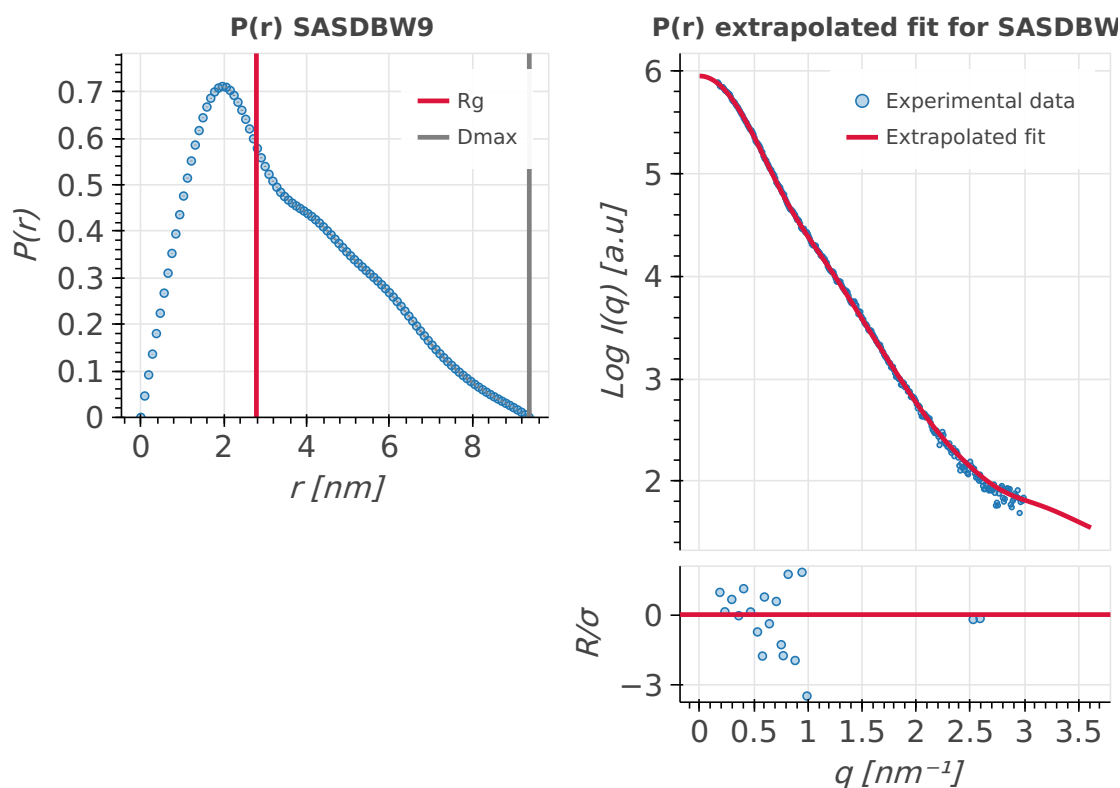 P(r) SASDBW9
P(r)
0.7
0.6
0.5
0.4
0.3
0.2
0.1
0
Rg
Dmax
0 2 4 6 8
r [nm]
P(r) extrapolated fit for SASDBW
Log I(q) [a.u]
6
5
4
3
2
Experimental data
Extrapolated fit
R/σ
0
−3
0 0.5 1 1.5 2 2.5 3 3.5
q [nm⁻¹]